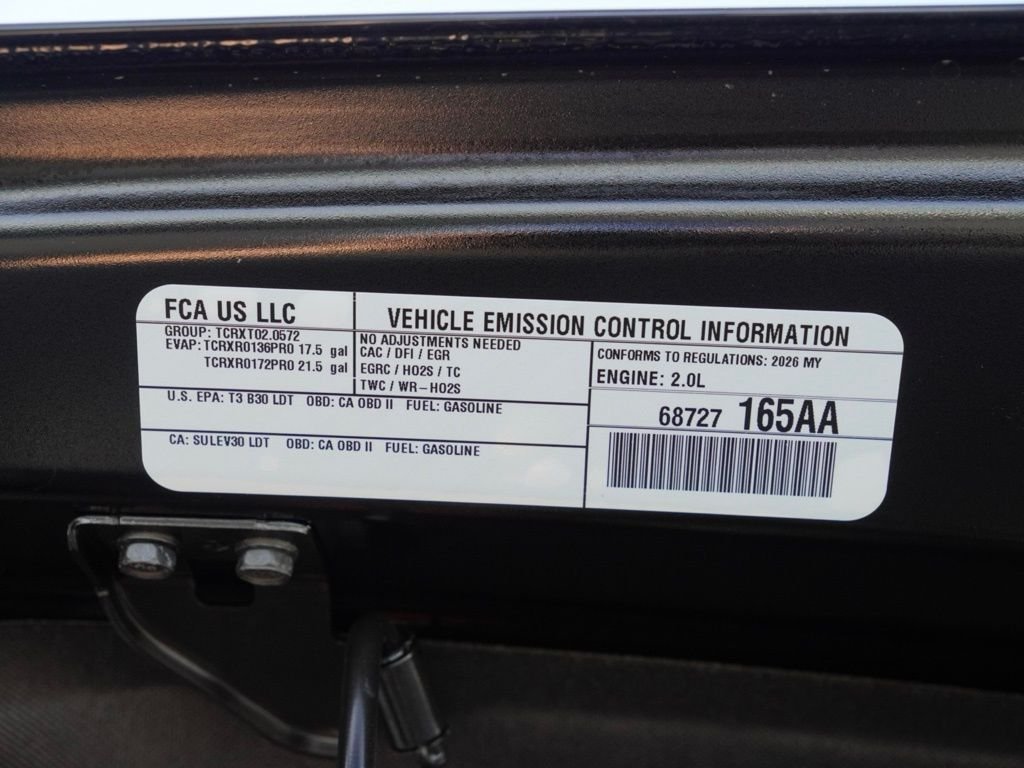 FCA US LLC
GROUP: TCRXT02.0572
EVAP: TCRXR0136PR0 17.5 gal
TCRXR0172PR0 21.5 gal
VEHICLE EMISSION CONTROL INFORMATION
NO ADJUSTMENTS NEEDED
CAC / DFI / EGR
EGRC / HO2S / TC
TWC / WR-HO2S
CONFORMS TO REGULATIONS: 2026 MY
ENGINE: 2.0L
U.S. EPA: T3 B30 LDT OBD: CA OBD II FUEL: GASOLINE
68727 165AA
CA: SULEV30 LDT OBD: CA OBD II FUEL: GASOLINE